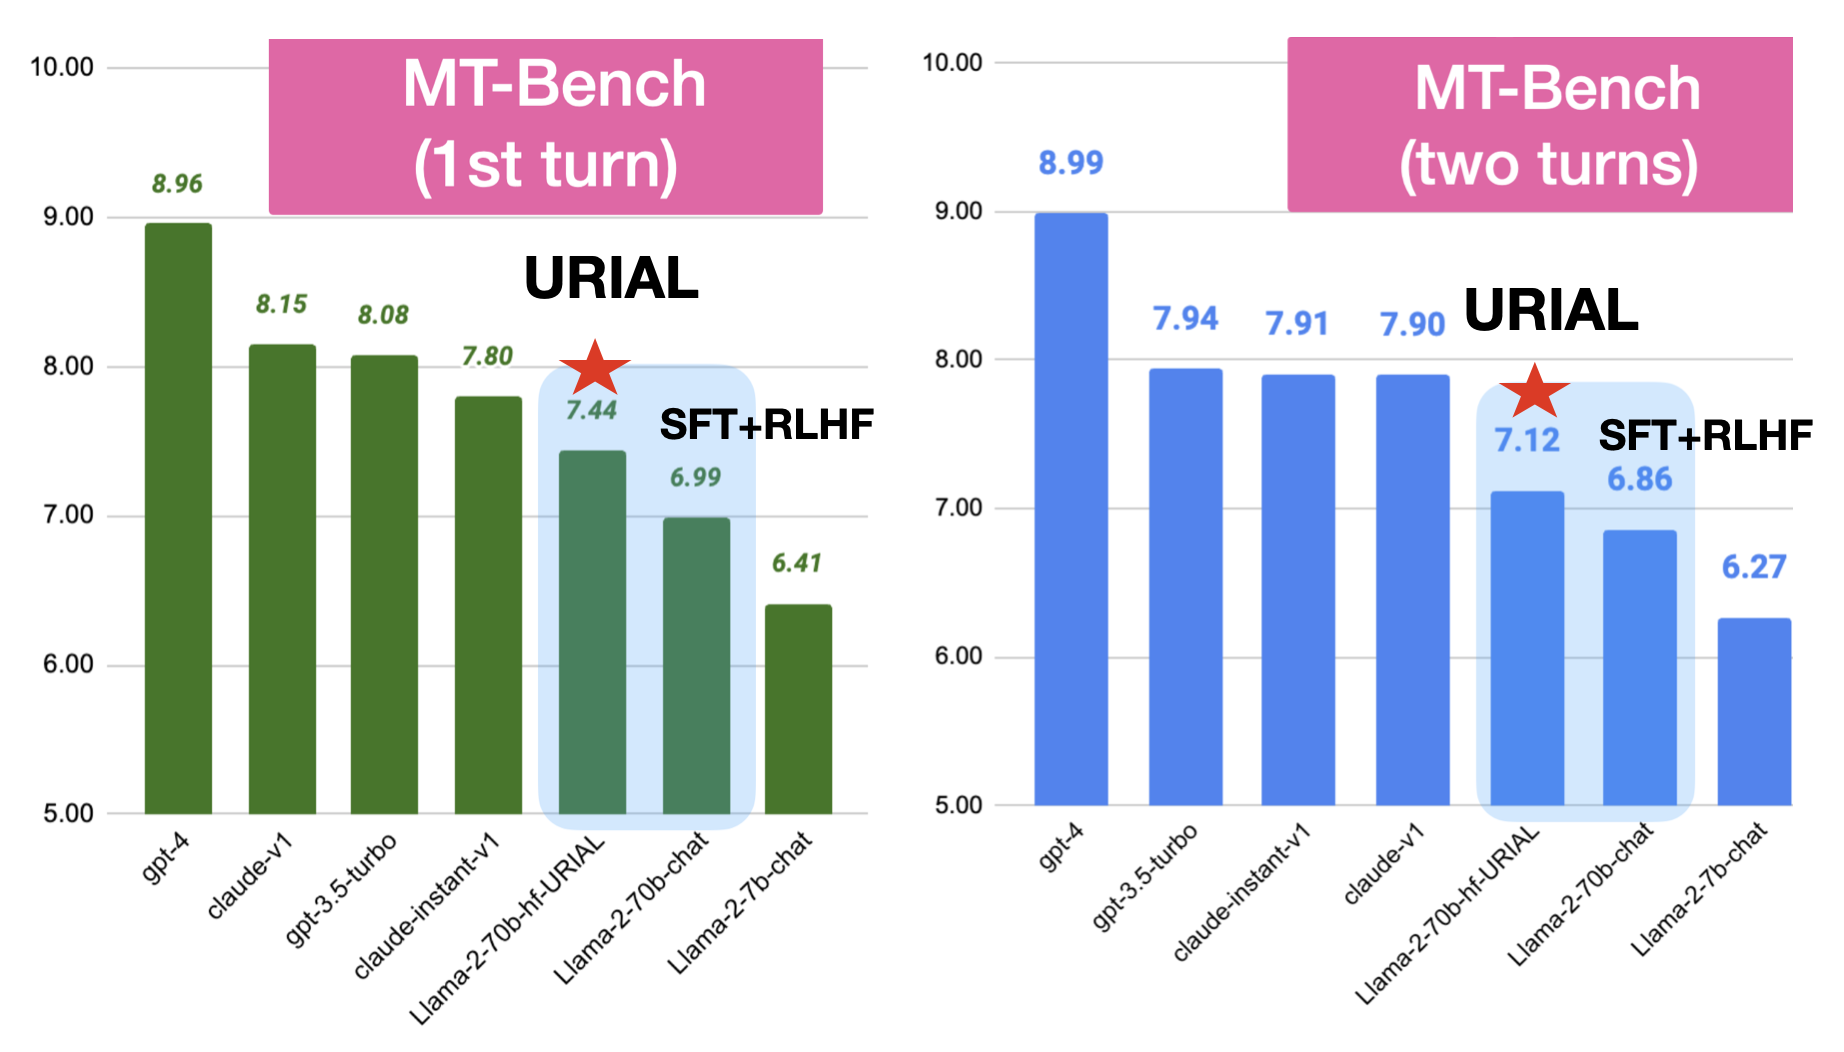 MT-Bench
(1st turn)
10.00
9.00
8.00
7.00
6.00
5.00
8.96
8.15
8.08
7.80
URIAL
7.44
SFT+RLHF
6.99
6.41
gpt-4
claude-v1
gpt-3.5-turbo
claude-instant-v1
Llama-2-70b-hf-URIAL
Llama-2-70b-chat
Llama-2-7b-chat
MT-Bench
(two turns)
10.00
9.00
8.00
7.00
6.00
5.00
8.99
7.94
7.91
7.90
URIAL
7.12
SFT+RLHF
6.86
6.27
gpt-4
gpt-3.5-turbo
claude-instant-v1
claude-v1
Llama-2-70b-hf-URIAL
Llama-2-70b-chat
Llama-2-7b-chat